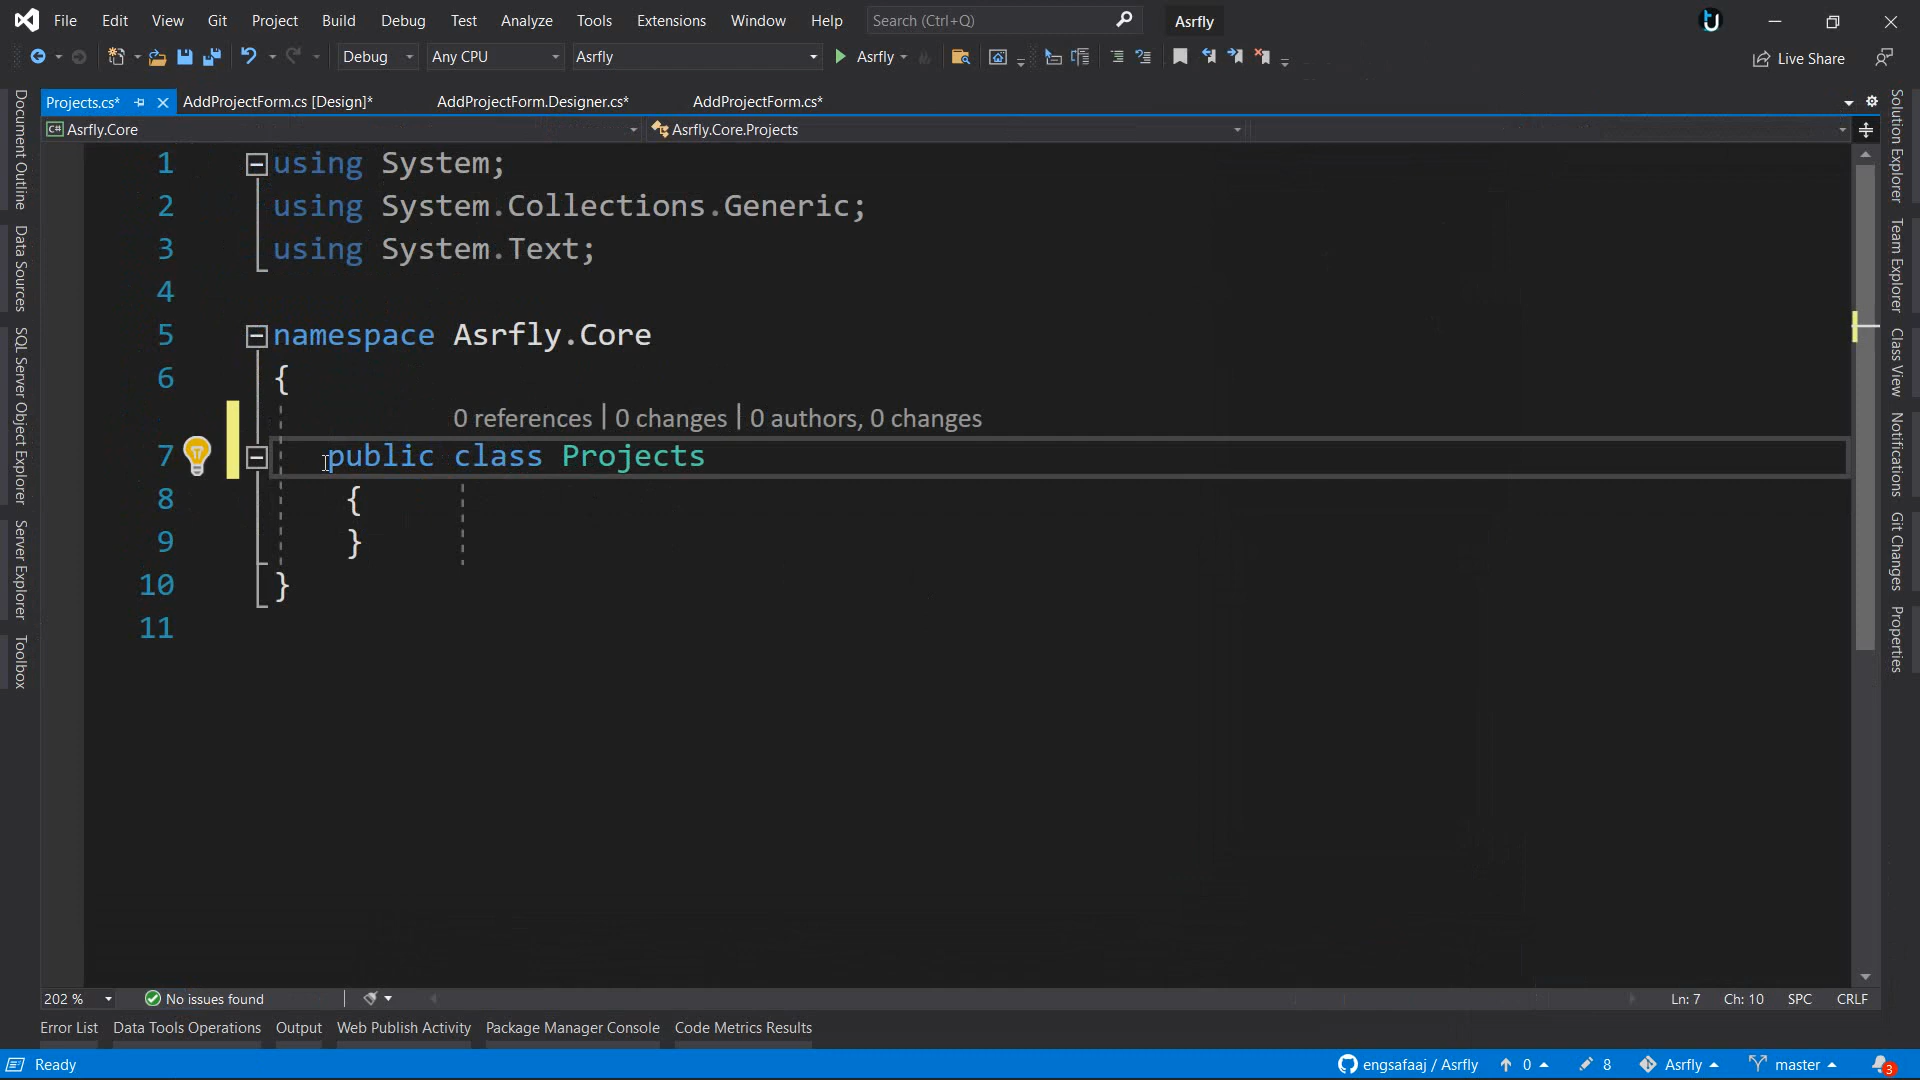 File Edit View Git Project Build Debug Test Analyze Tools Extensions Window Help Search (Ctrl+Q) Asrfly
Debug Any CPU Asrfly Asrfly Live Share
Projects.cs* AddProjectForm.cs [Design]* AddProjectForm.Designer.cs* AddProjectForm.cs*
C# Asrfly.Core Asrfly.Core.Projects
Document Outline
Data Sources
SQL Server Object Explorer
Server Explorer
Toolbox
1 using System;
2 using System.Collections.Generic;
3 using System.Text;
4
5 namespace Asrfly.Core
6 {
0 references | 0 changes | 0 authors, 0 changes
7 public class Projects
8 {
9 }
10 }
11
Solution Explorer
Team Explorer
Class View
Notifications
Git Changes
Properties
202 % No issues found Ln: 7 Ch: 10 SPC CRLF
Error List Data Tools Operations Output Web Publish Activity Package Manager Console Code Metrics Results
Ready engsafaaj / Asrfly 0 8 Asrfly master 3